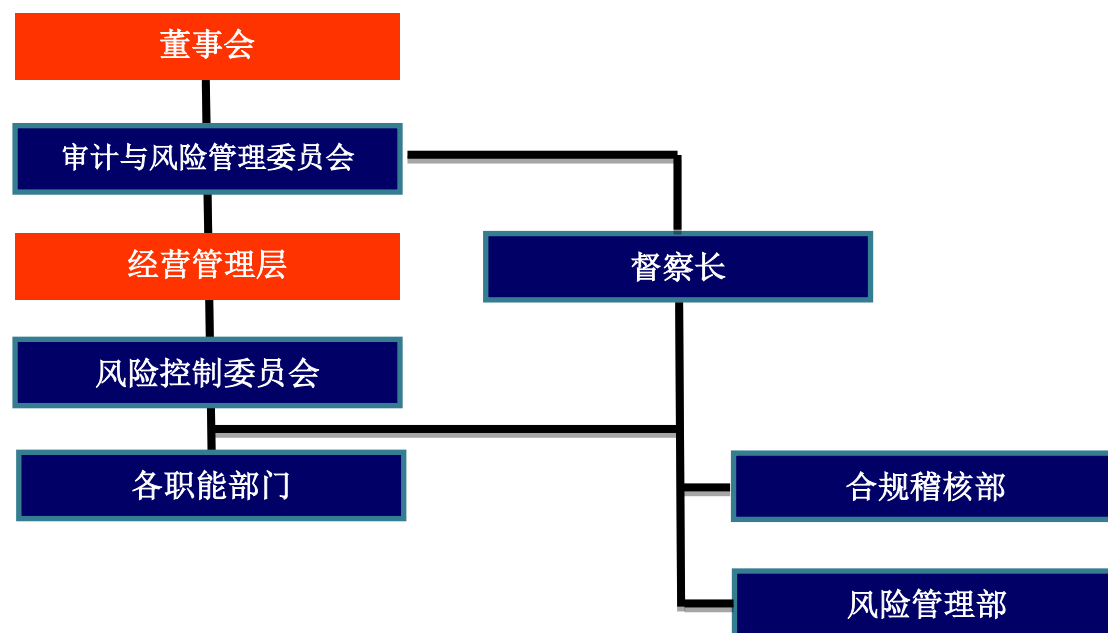 董事会
审计与风险管理委员会
经营管理层
督察长
风险控制委员会
各职能部门
合规稽核部
风险管理部